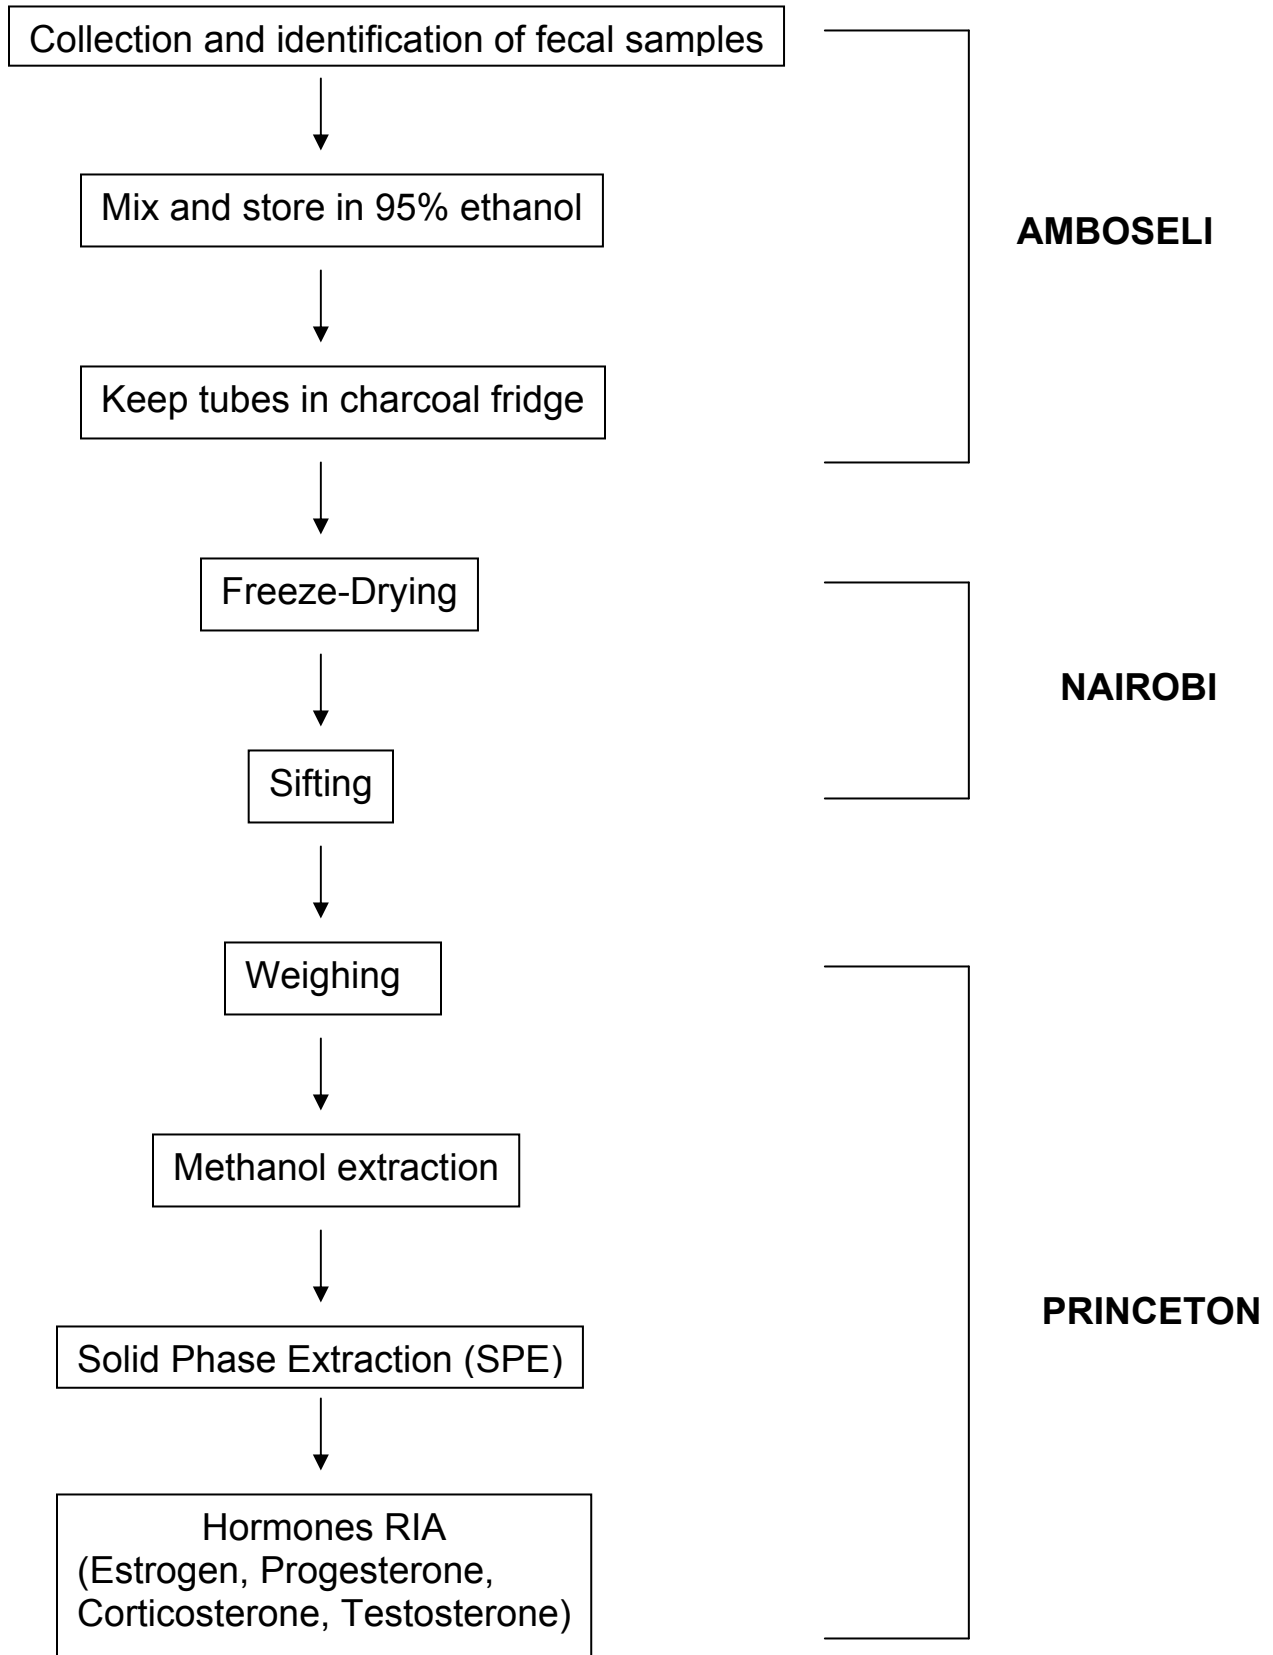 Collection and identification of fecal samples
Mix and store in 95% ethanol
AMBOSELI
Keep tubes in charcoal fridge
Freeze-Drying
NAIROBI
Sifting
Weighing
Methanol extraction
PRINCETON
Solid Phase Extraction (SPE)
Hormones RIA
(Estrogen, Progesterone,
Corticosterone, Testosterone)